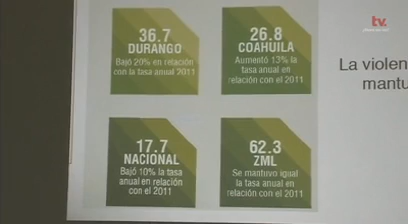 36.7
DURANGO
Bajó 20% en relación
con la tasa anual 2011
26.8
COAHUILA
Aumentó 13% la
tasa anual en
relación con el 2011
La violen
mantu
17.7
NACIONAL
Bajó 10% la tasa
anual en relación
con el 2011
62.3
ZML
Se mantuvo igual
la tasa anual en
relación con el 2011
tv.